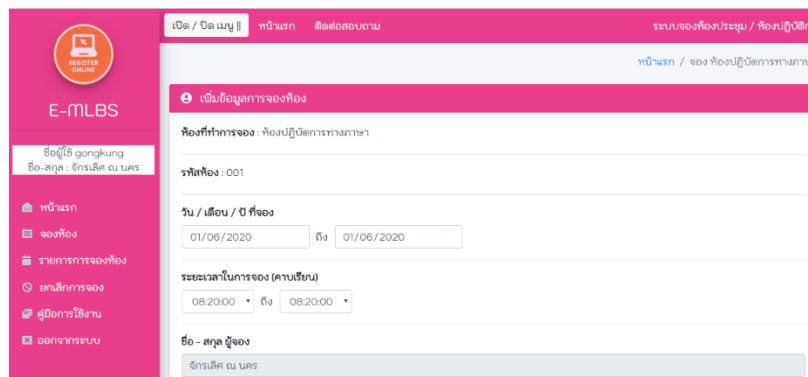 เปิด / ปิด เมนู ||
หน้าแรก
ติดต่อสอบถาม
ระบบจองห้องประชุม /
REGISTER
ONLINE
E-MLBS
ชื่อผู้ใช้ gongkung
ชื่อ-สกุล : จักรเลิศ ณ นคร
หน้าแรก
จองห้อง
รายการการจองห้อง
ยกเลิกการจอง
คู่มือการใช้งาน
ออกจากระบบ
หน้าแรก / จอง
เพิ่มข้อมูลการจองห้อง
ห้องที่ทำการจอง : ห้องปฏิบัตการทางภาษา
รหัสห้อง : 001
วัน / เดือน / ปี ที่จอง
01/06/2020 ถึง 01/06/2020
ระยะเวลาในการจอง (คาบเรียน)
08:20:00 ถึง 08:20:00
ชื่อ - สกุล ผู้จอง
จักรเลิศ ณ นคร